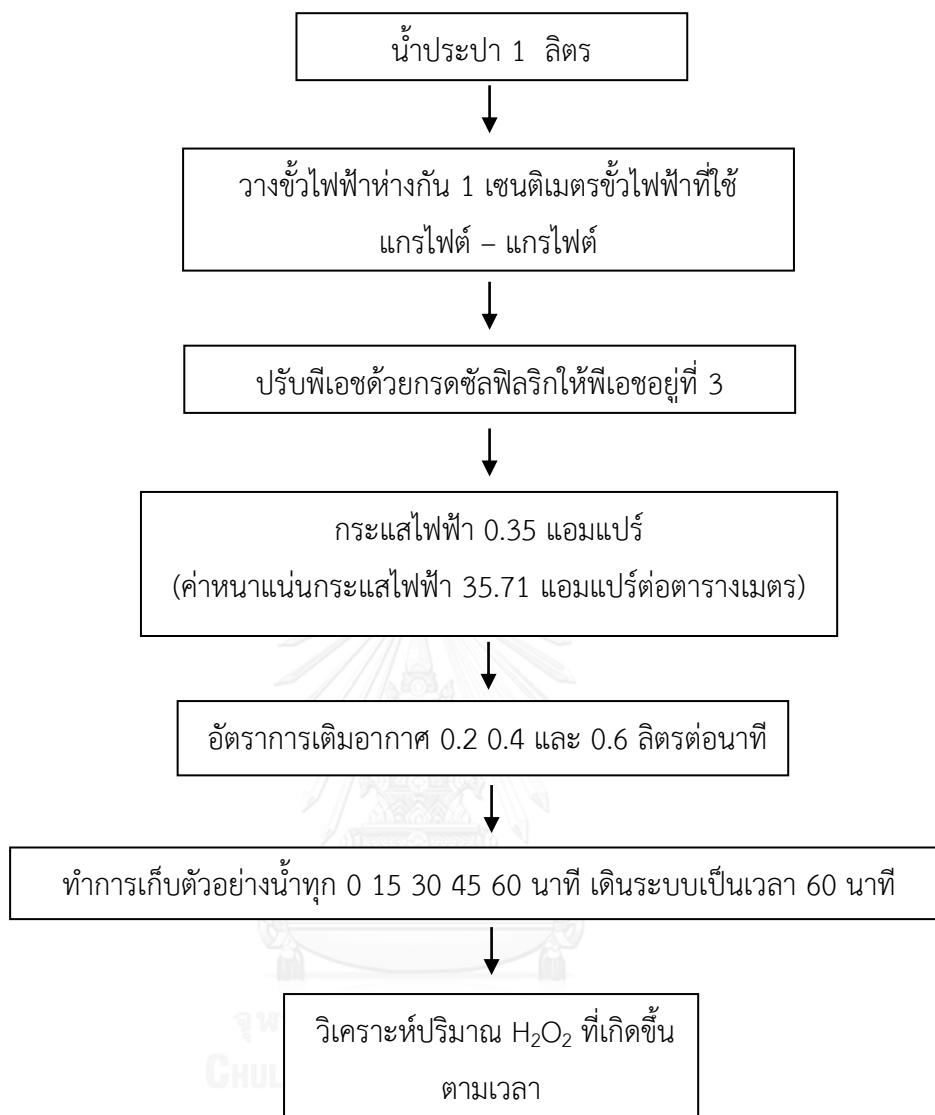 น้ำประปา 1 ลิตร
วางขั้วไฟฟ้าห่างกัน 1 เซนติเมตรขั้วไฟฟ้าที่ใช้
แกรไฟต์ – แกรไฟต์
ปรับพีเอชด้วยกรดซัลฟิลริกให้พีเอชอยู่ที่ 3
กระแสไฟฟ้า 0.35 แอมแปร์
(ค่าหนาแน่นกระแสไฟฟ้า 35.71 แอมแปร์ต่อตารางเมตร)
อัตราการเติมอากาศ 0.2 0.4 และ 0.6 ลิตรต่อนาที
ทำการเก็บตัวอย่างน้ำทุก 0 15 30 45 60 นาที เดินระบบเป็นเวลา 60 นาที
วิเคราะห์ปริมาณ H₂O₂ ที่เกิดขึ้น
ตามเวลา